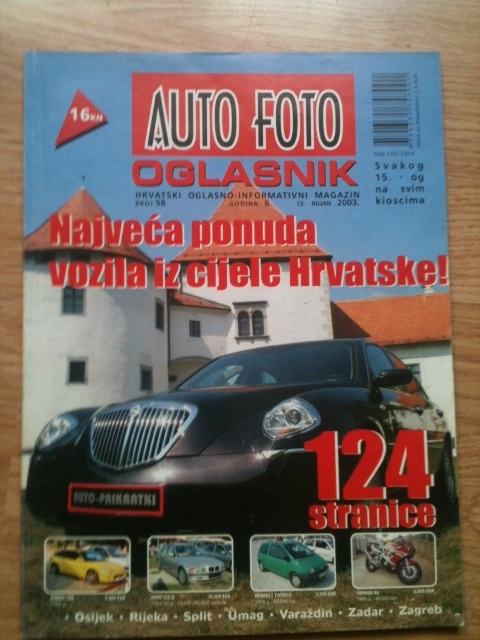 16KN
AUTO FOTO
OGLASNIK
HRVATSKI OGLASNO-INFORMATIVNI MAGAZIN
BROJ 58 GODINA 6 15. RUJAN 2003.
Svakog
15. - og
na svim
kioscima
Najveća ponuda
vozila iz cijele Hrvatske!
AUTO-PRIKRATKI
124
stranice
• Osijek • Rijeka • Split • Umag • Varaždin • Zadar • Zagreb